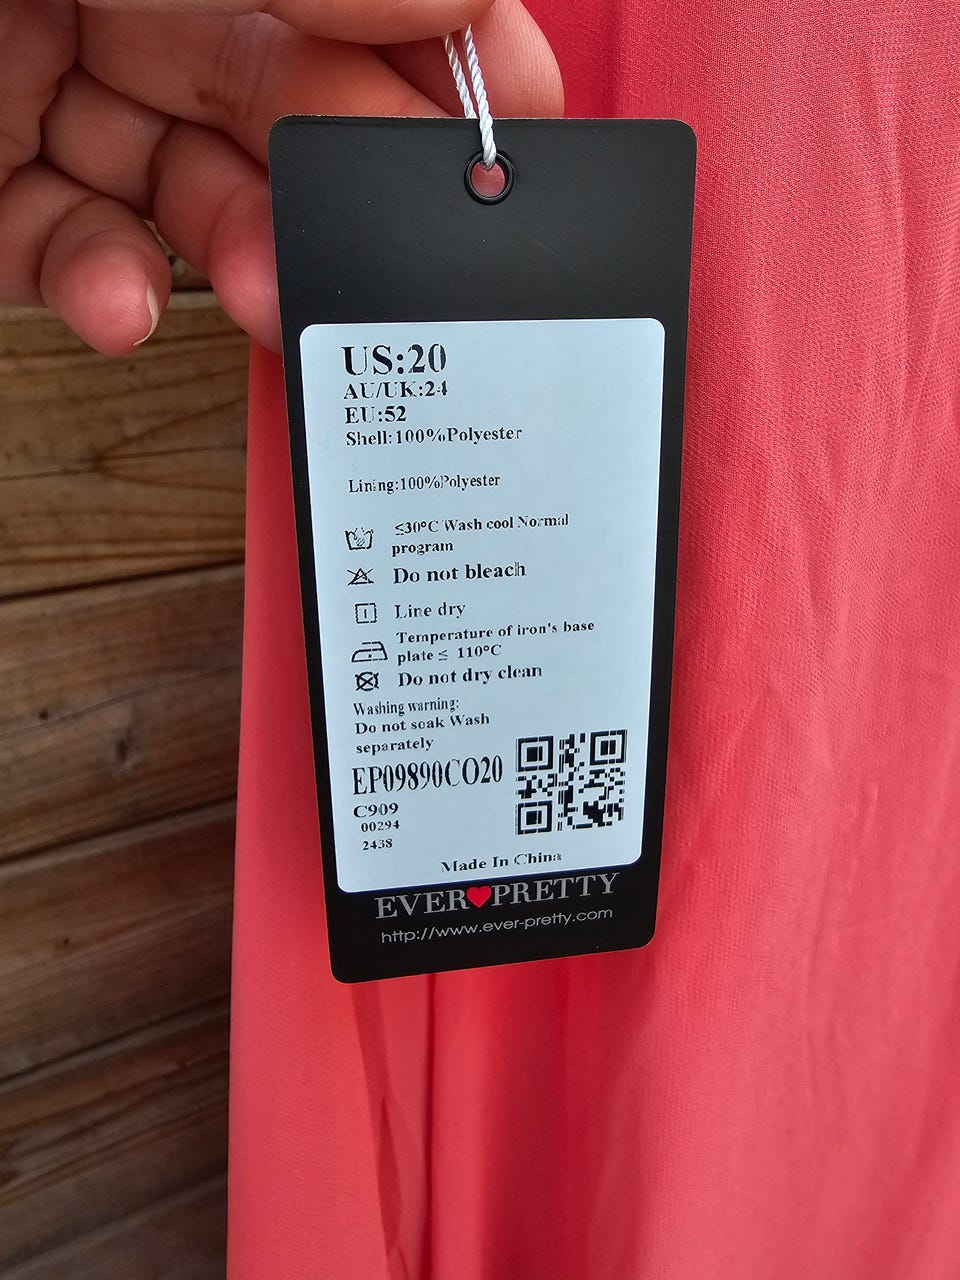 US:20
AU/UK:24
EU:52
Shell:100%Polyester
Lining:100%Polyester
≤30°C Wash cool Normal
program
Do not bleach
Line dry
Temperature of iron's base
plate ≤ 110°C
Do not dry clean
Washing warning:
Do not soak Wash
separately
EP09890CO20
C909
00294
2438
Made In China
EVER♥PRETTY
http://www.ever-pretty.com